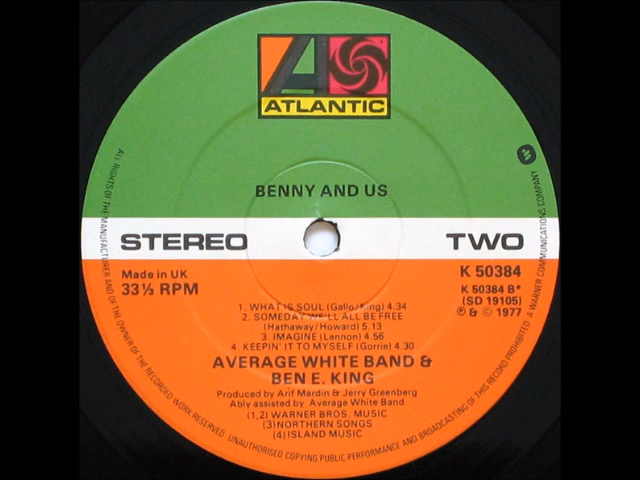 ATLANTIC
BENNY AND US
STEREO TWO
Made in UK
33⅓ RPM
K 50384
K 50384 B*
(SD 19105)
℗ & © 1977
1. WHAT IS SOUL (Gallo/King) 4.34
2. SOMEDAY WE'LL ALL BE FREE
(Hathaway/Howard) 5.13
3. IMAGINE (Lennon) 4.56
4. KEEPIN' IT TO MYSELF (Gorrie) 4.30
AVERAGE WHITE BAND &
BEN E. KING
Produced by Arif Mardin & Jerry Greenberg
Ably assisted by Average White Band
(1,2) WARNER BROS. MUSIC
(3) NORTHERN SONGS
(4) ISLAND MUSIC
ALL RIGHTS OF THE MANUFACTURER AND OF THE OWNER OF THE RECORDED WORK RESERVED UNAUTHORISED COPYING PUBLIC PERFORMANCE AND BROADCASTING OF THIS RECORD PROHIBITED A WARNER COMMUNICATIONS COMPANY